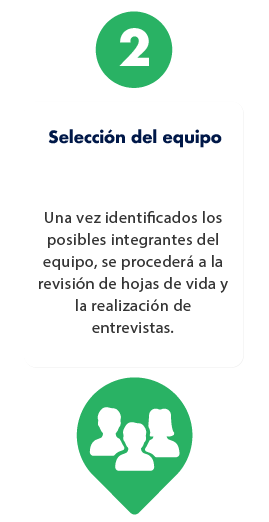 2
Selección del equipo
Una vez identificados los
posibles integrantes del
equipo, se procederá a la
revisión de hojas de vida y
la realización de
entrevistas.